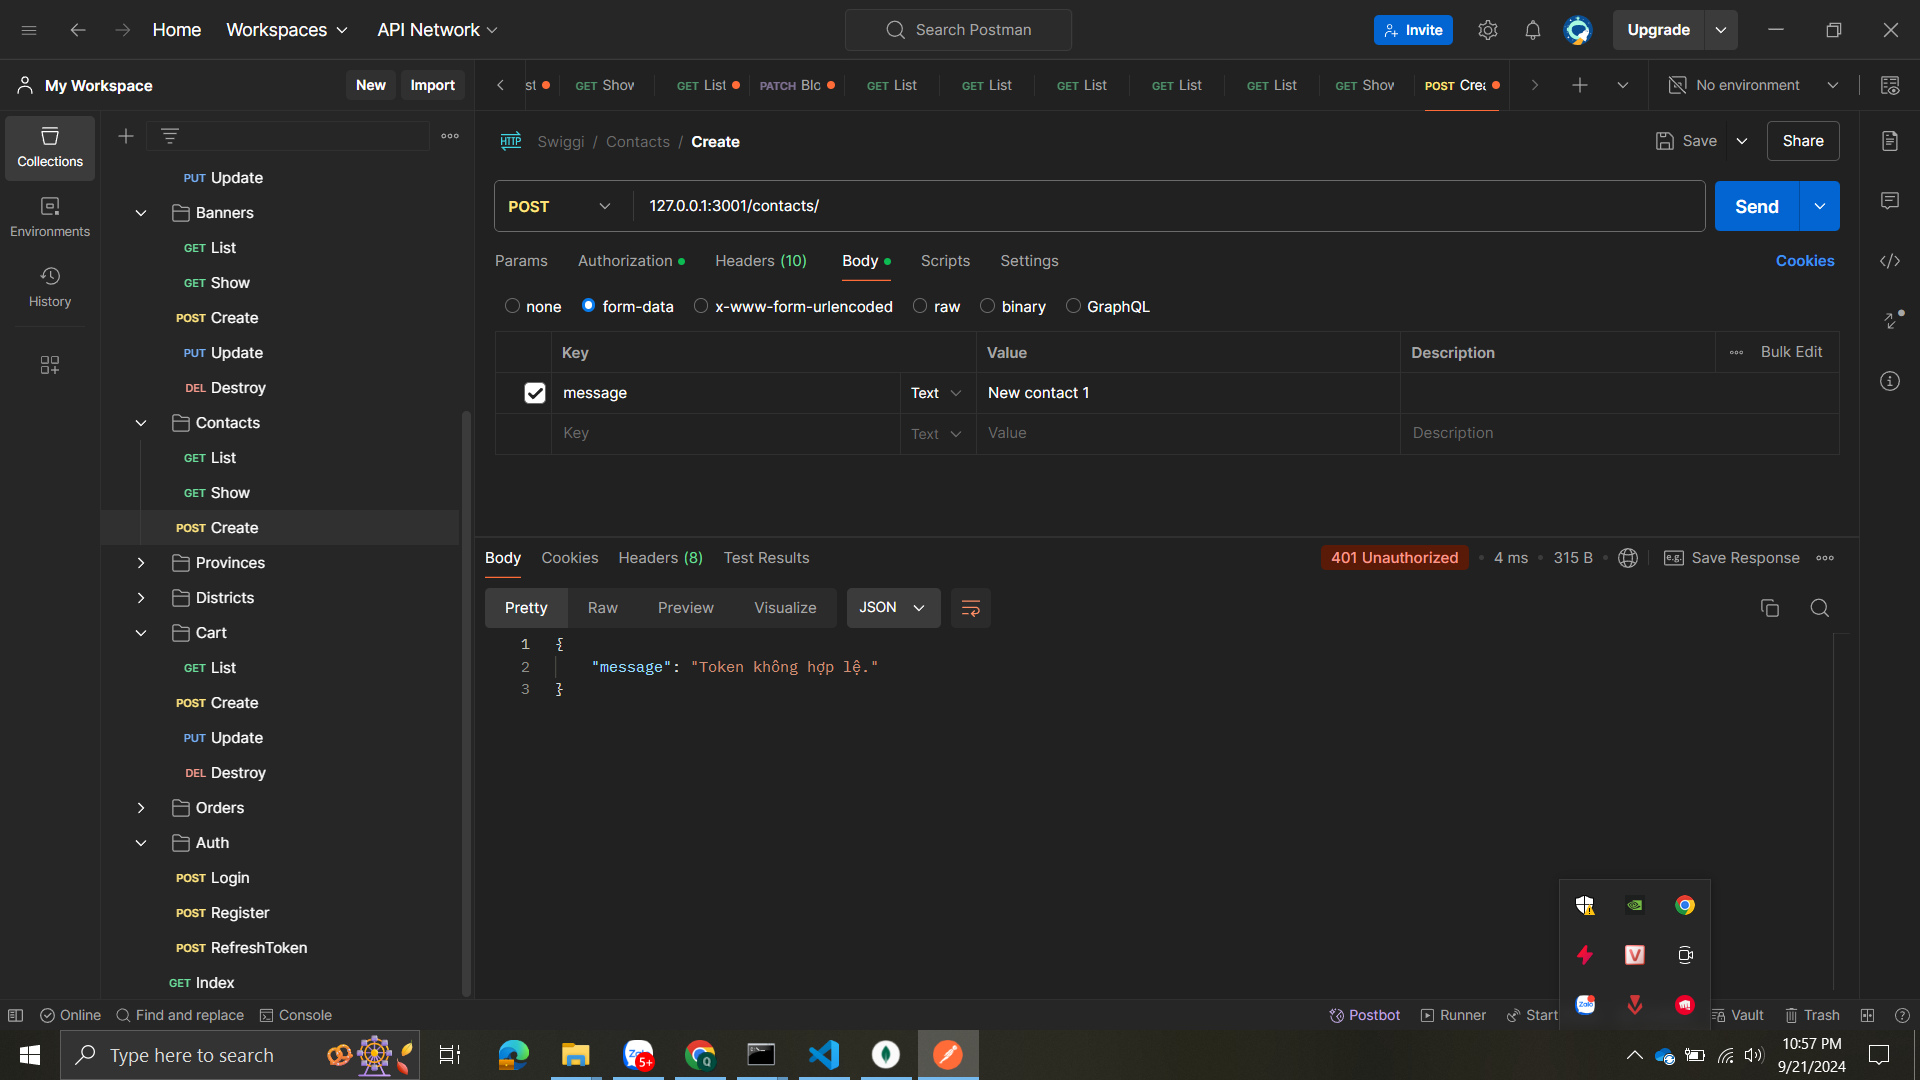 Home Workspaces API Network Search Postman Invite Upgrade
My Workspace New Import st GET Show GET List PATCH Blc GET List GET List GET List GET List GET List GET Show POST Crea No environment
Collections
Environments
History
PUT Update
Banners
GET List
GET Show
POST Create
PUT Update
DEL Destroy
Contacts
GET List
GET Show
POST Create
Provinces
Districts
Cart
GET List
POST Create
PUT Update
DEL Destroy
Orders
Auth
POST Login
POST Register
POST RefreshToken
GET Index
HTTP Swiggi / Contacts / Create Save Share
POST 127.0.0.1:3001/contacts/ Send
Params Authorization Headers (10) Body Scripts Settings Cookies
none form-data x-www-form-urlencoded raw binary GraphQL
Key Value Description Bulk Edit
message Text New contact 1
Key Text Value Description
Body Cookies Headers (8) Test Results 401 Unauthorized 4 ms 315 B e.g. Save Response
Pretty Raw Preview Visualize JSON
1 {
2 "message": "Token không hợp lệ."
3 }
Online Find and replace Console Postbot Runner Start Vault Trash
Type here to search 5+ 10:57 PM
9/21/2024